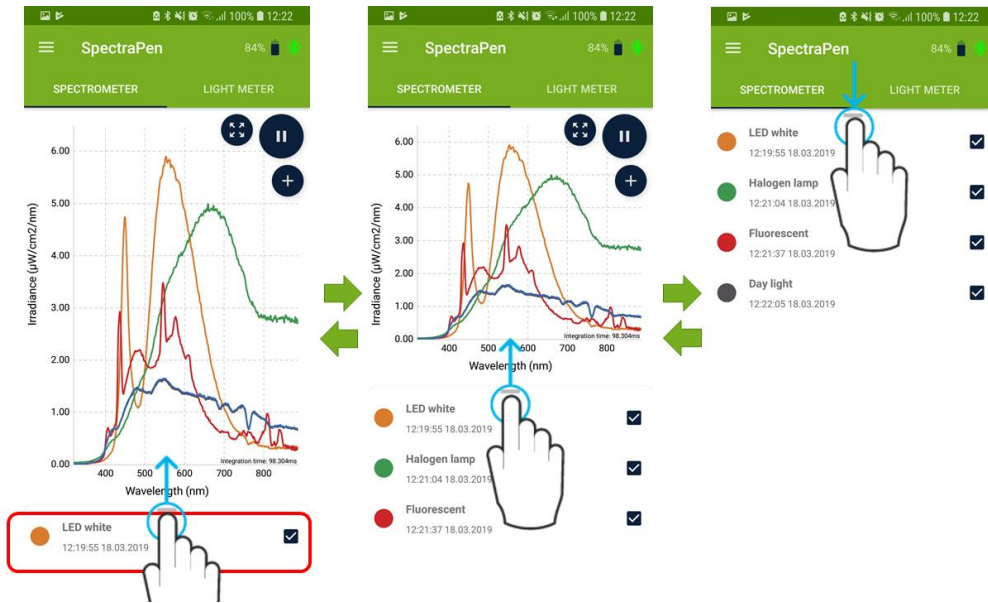 100% 12:22
SpectraPen 84%
SPECTROMETER LIGHT METER
6.00
5.00
4.00
3.00
2.00
1.00
0.00
Irradiance (µW/cm2/nm)
Integration time: 98.304ms
400 500 600 700 800
Wavelength (nm)
LED white
12:19:55 18.03.2019
100% 12:22
SpectraPen 84%
SPECTROMETER LIGHT METER
6.00
5.00
4.00
3.00
2.00
1.00
0.00
Irradiance (µW/cm2/nm)
Integration time: 98.304ms
400 500 600 700 800
Wavelength (nm)
LED white
12:19:55 18.03.2019
Halogen lamp
12:21:04 18.03.2019
Fluorescent
12:21:37 18.03.2019
100% 12:22
SpectraPen 84%
SPECTROMETER LIGHT METER
LED white
12:19:55 18.03.2019
Halogen lamp
12:21:04 18.03.2019
Fluorescent
12:21:37 18.03.2019
Day light
12:22:05 18.03.2019